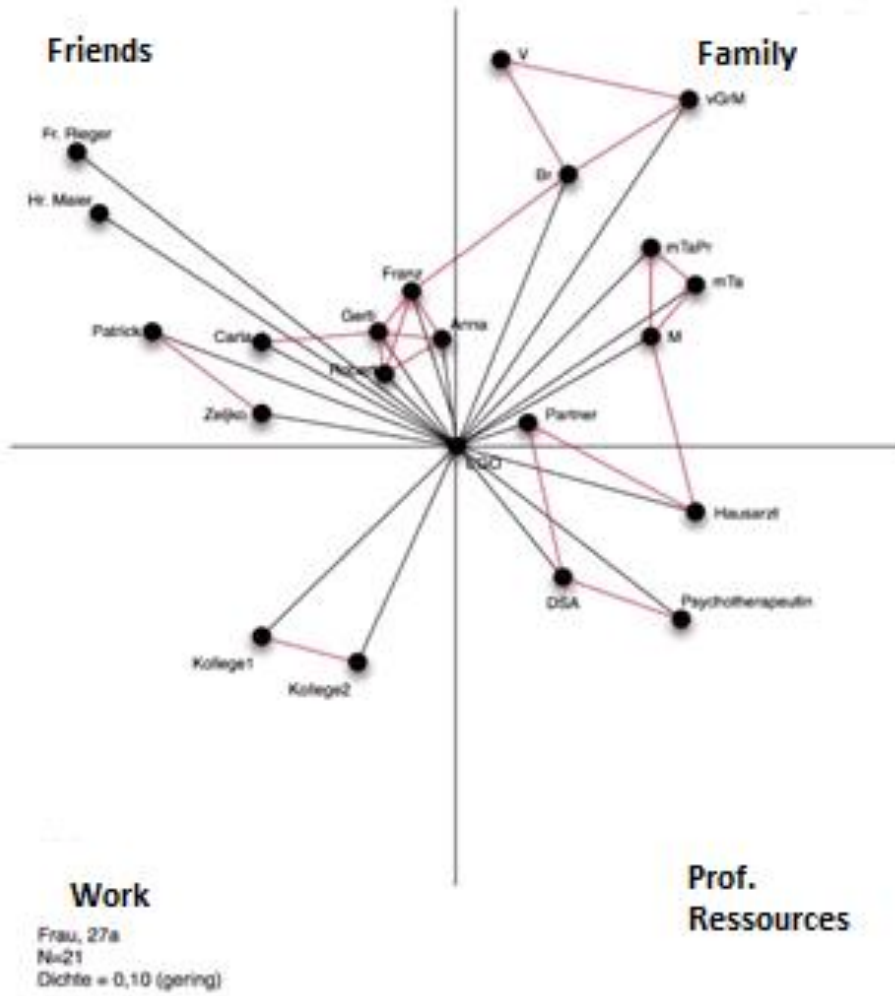 Friends
Family
V
vGrM
Fr. Rieger
Br
Hr. Maier
mTaPr
Franz
mTa
Gerti
Anna
Patrick
Carla
M
Robert
Zeljko
Partner
EGO
Hausarzt
DSA
Psychotherapeutin
Kollege1
Kollege2
Work
Prof.
Ressources
Frau, 27a
N=21
Dichte = 0,10 (gering)